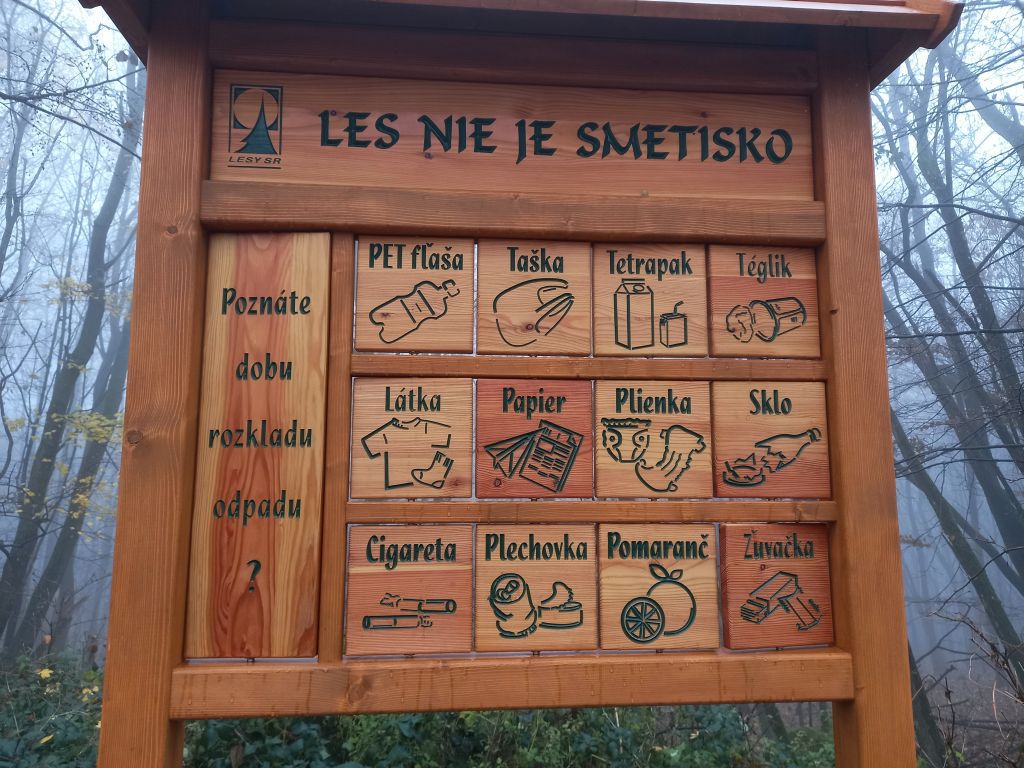 LES NIE JE SMETISKO
LESY SR
Poznáte
dobu
rozkladu
odpadu
?
PET fľaša
Taška
Tetrapak
Téglik
Látka
Papier
Plienka
Sklo
Cigareta
Plechovka
Pomaranč
Žuvačka